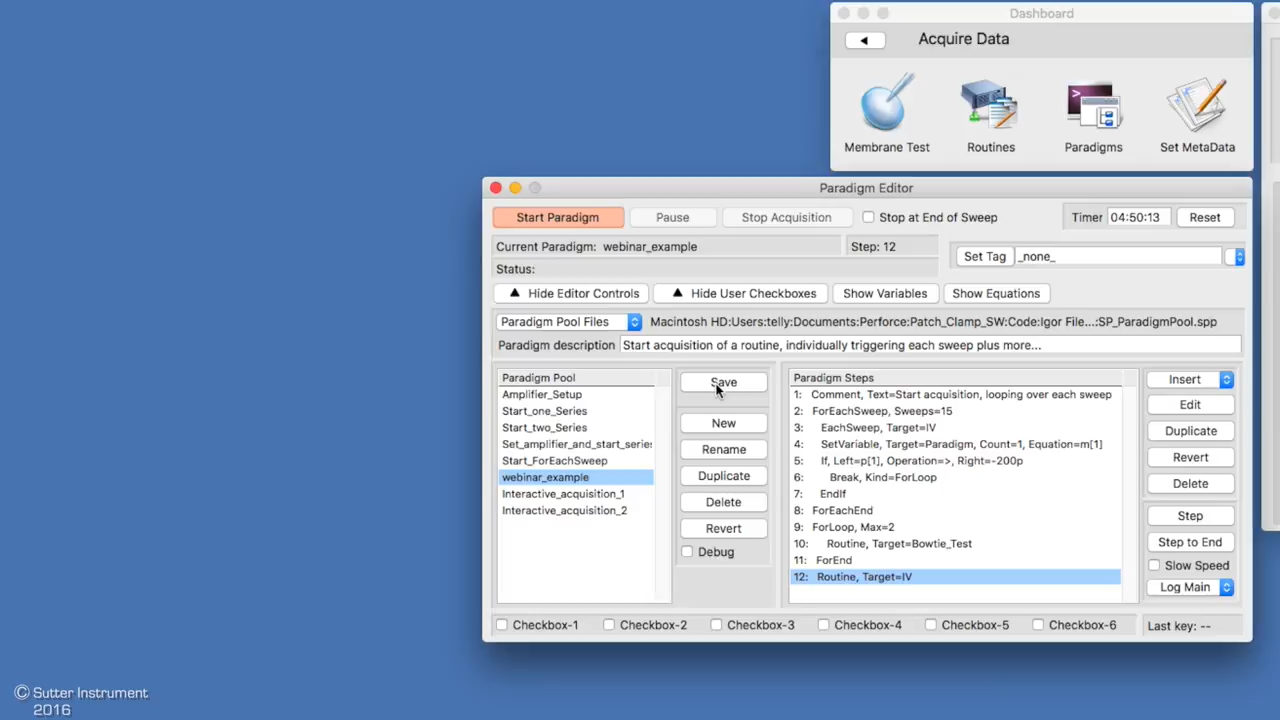 Dashboard
Acquire Data
Membrane Test
Routines
Paradigms
Set MetaData
Paradigm Editor
Start Paradigm
Pause
Stop Acquisition
Stop at End of Sweep
Timer 04:50:13
Reset
Current Paradigm: webinar_example
Step: 12
Set Tag
_none_
Status:
Hide Editor Controls
Hide User Checkboxes
Show Variables
Show Equations
Paradigm Pool Files
Macintosh HD:Users:telly:Documents:Perforce:Patch_Clamp_SW:Code:Igor File...:SP_ParadigmPool.spp
Paradigm description
Start acquisition of a routine, individually triggering each sweep plus more...
Paradigm Pool
Amplifier_Setup
Start_one_Series
Start_two_Series
Set_amplifier_and_start_series
Start_ForEachSweep
webinar_example
Interactive_acquisition_1
Interactive_acquisition_2
Save
New
Rename
Duplicate
Delete
Revert
Debug
Paradigm Steps
1: Comment, Text=Start acquisition, looping over each sweep
2: ForEachSweep, Sweeps=15
3: EachSweep, Target=IV
4: SetVariable, Target=Paradigm, Count=1, Equation=m[1]
5: If, Left=p[1], Operation=>, Right=-200p
6: Break, Kind=ForLoop
7: EndIf
8: ForEachEnd
9: ForLoop, Max=2
10: Routine, Target=Bowtie_Test
11: ForEnd
12: Routine, Target=IV
Insert
Edit
Duplicate
Revert
Delete
Step
Step to End
Slow Speed
Log Main
Checkbox-1
Checkbox-2
Checkbox-3
Checkbox-4
Checkbox-5
Checkbox-6
Last key: --
© Sutter Instrument
2016